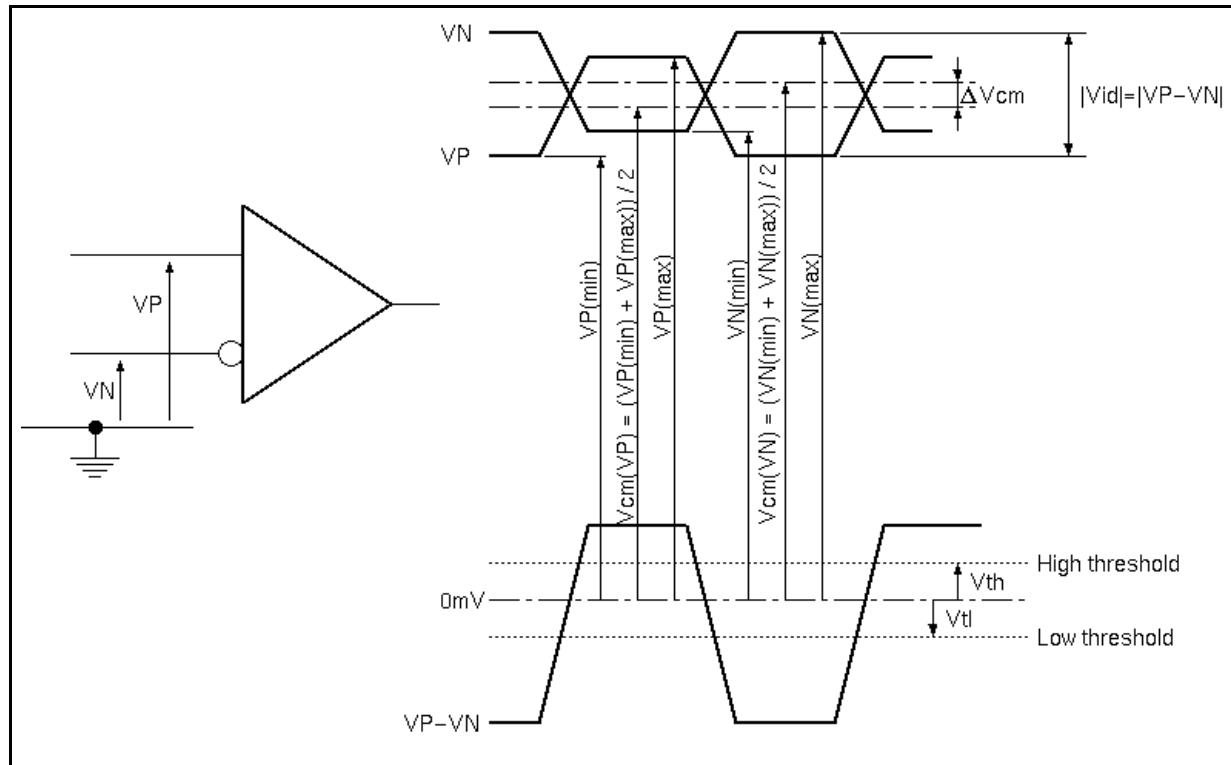 VN
VP
ΔVcm
|Vid|=|VP−VN|
VP
VN
VP(min)
Vcm(VP) = (VP(min) + VP(max)) / 2
VP(max)
VN(min)
Vcm(VN) = (VN(min) + VN(max)) / 2
VN(max)
High threshold
Vth
0mV
Vtl
Low threshold
VP−VN